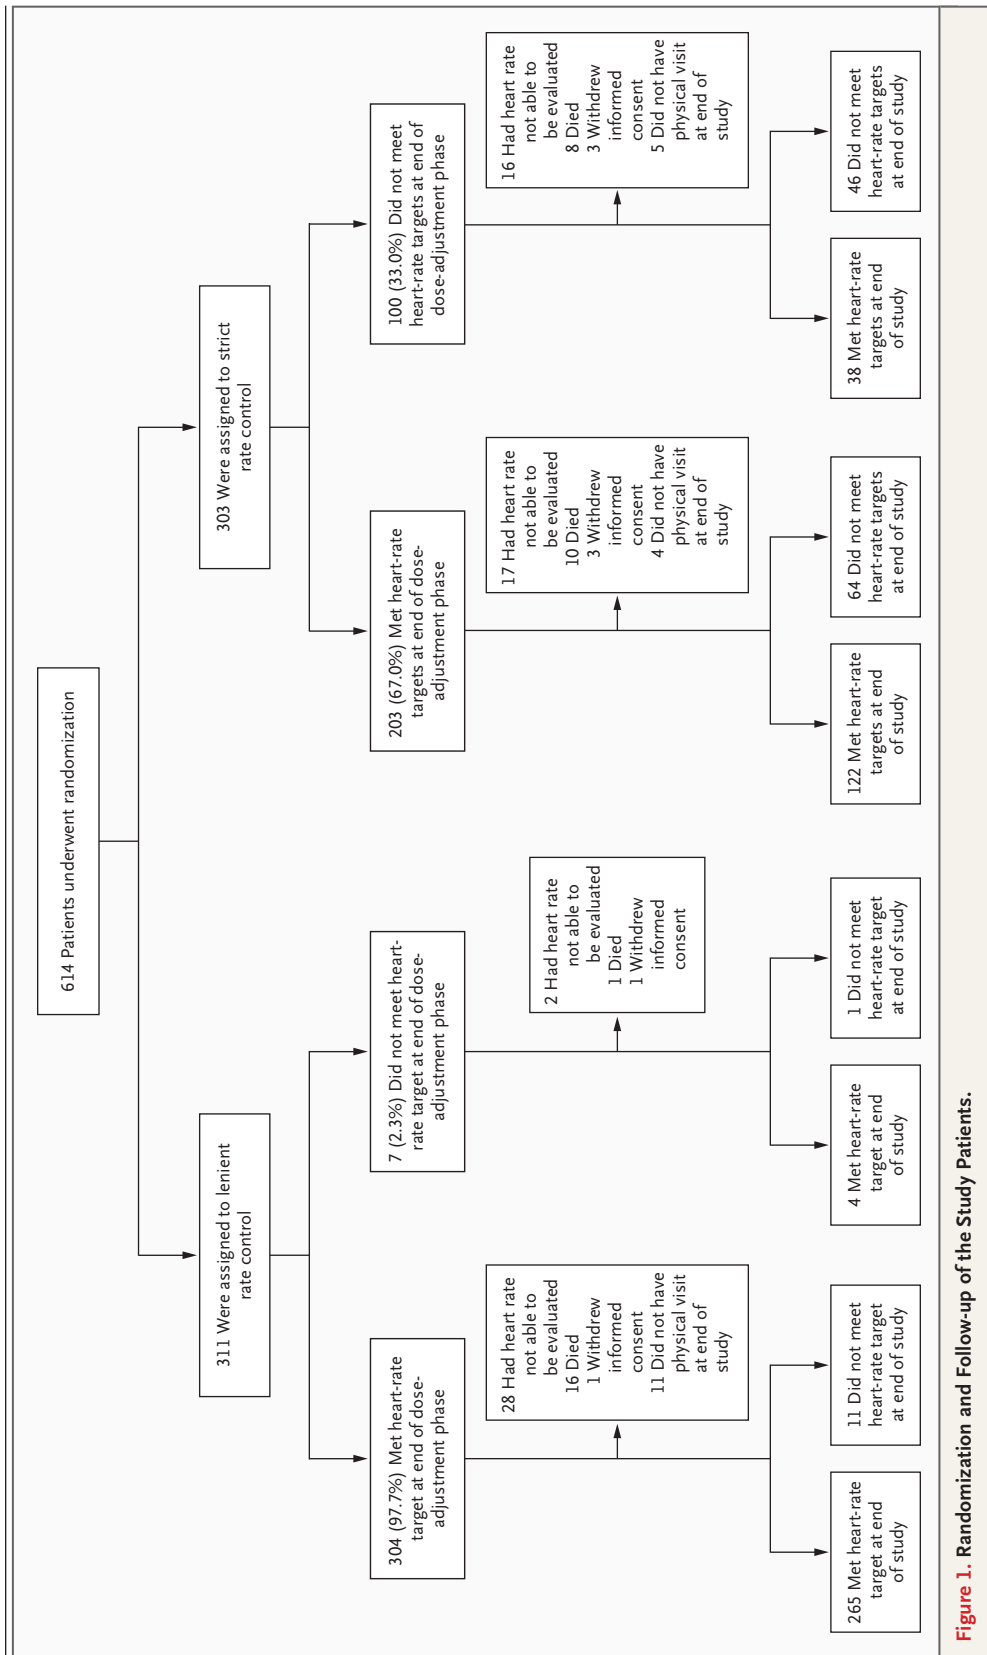 614 Patients underwent randomization
311 Were assigned to lenient
rate control
303 Were assigned to strict
rate control
304 (97.7%) Met heart-rate
target at end of dose-
adjustment phase
7 (2.3%) Did not meet heart-
rate target at end of dose-
adjustment phase
203 (67.0%) Met heart-rate
targets at end of dose-
adjustment phase
100 (33.0%) Did not meet
heart-rate targets at end of
dose-adjustment phase
28 Had heart rate
not able to
be evaluated
16 Died
1 Withdrew
informed
consent
11 Did not have
physical visit
at end of
study
2 Had heart rate
not able to
be evaluated
1 Died
1 Withdrew
informed
consent
17 Had heart rate
not able to
be evaluated
10 Died
3 Withdrew
informed
consent
4 Did not have
physical visit
at end of
study
16 Had heart rate
not able to
be evaluated
8 Died
3 Withdrew
informed
consent
5 Did not have
physical visit
at end of
study
265 Met heart-rate
target at end
of study
11 Did not meet
heart-rate target
at end of study
4 Met heart-rate
target at end
of study
1 Did not meet
heart-rate target
at end of study
122 Met heart-rate
targets at end
of study
64 Did not meet
heart-rate targets
at end of study
38 Met heart-rate
targets at end
of study
46 Did not meet
heart-rate targets
at end of study
Figure 1. Randomization and Follow-up of the Study Patients.